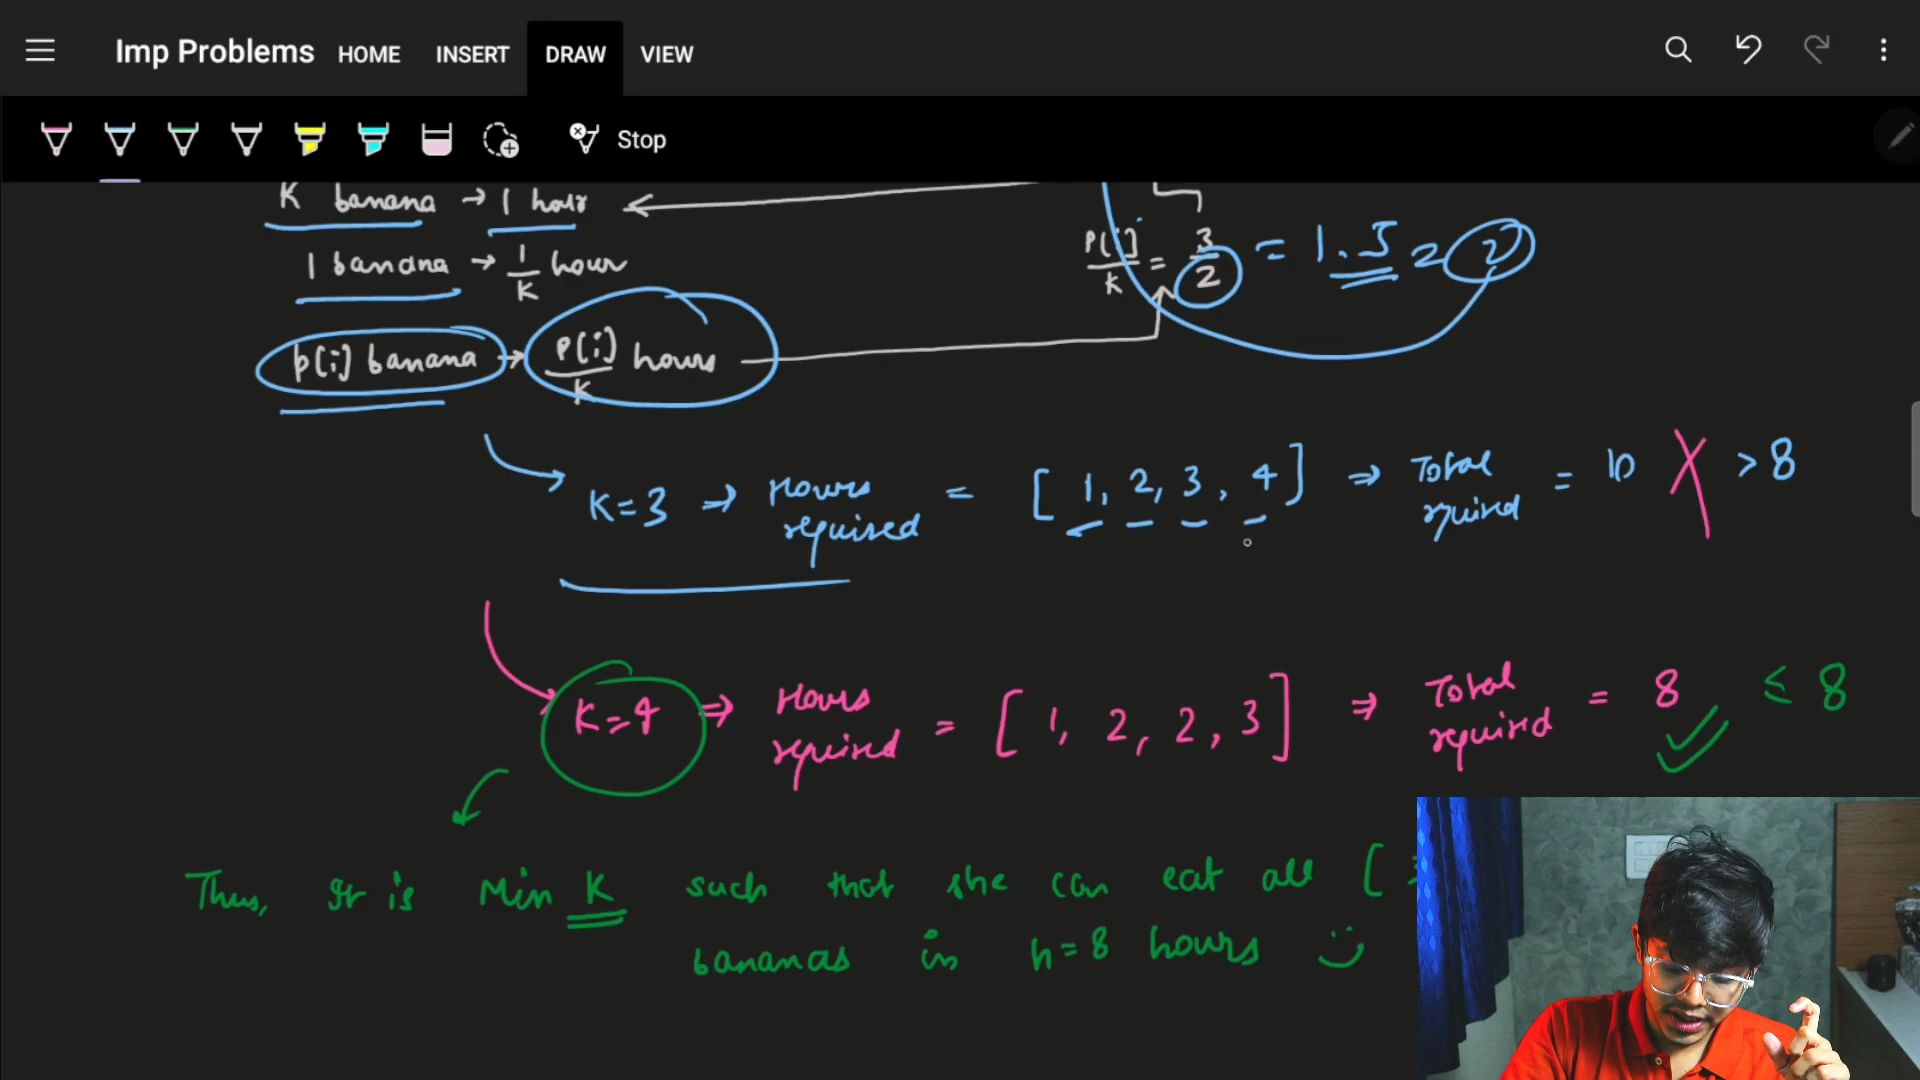 Imp Problems HOME INSERT DRAW VIEW
Stop
K banana → 1 hour
1 banana → 1/K hour
p[i] banana → P[i]/K hours
P[i]/K = 3/2 = 1.5 ≈ 2
K=3 → Hours required = [1, 2, 3, 4] ⇒ Total required = 10 X > 8
K=4 ⇒ Hours required = [1, 2, 2, 3] ⇒ Total required = 8 ≤ 8
Thus, It is Min K such that she can eat all [
bananas in h=8 hours